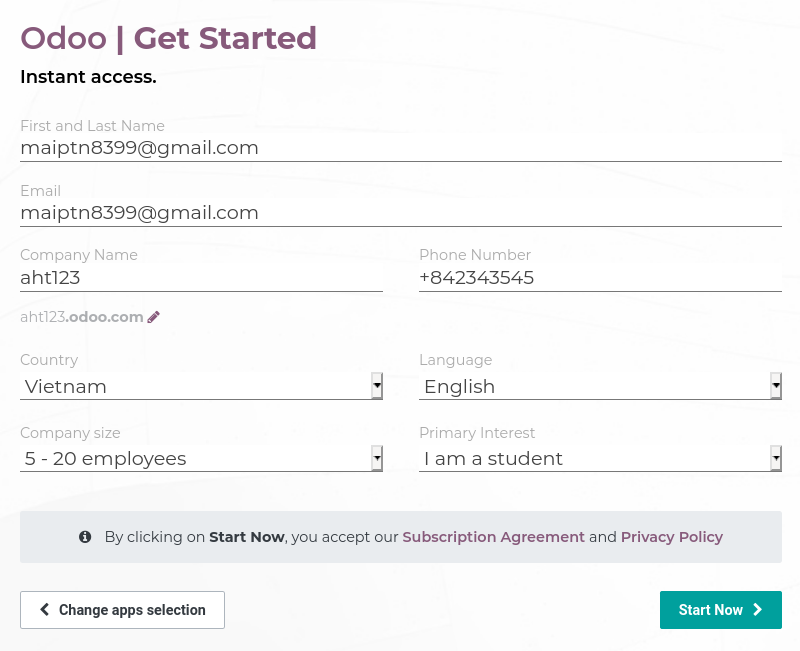 Odoo | Get Started
Instant access.
First and Last Name
maiptn8399@gmail.com
Email
maiptn8399@gmail.com
Company Name
aht123
Phone Number
+842343545
aht123.odoo.com
Country
Vietnam
Language
English
Company size
5 - 20 employees
Primary Interest
I am a student
By clicking on Start Now, you accept our Subscription Agreement and Privacy Policy
Change apps selection
Start Now